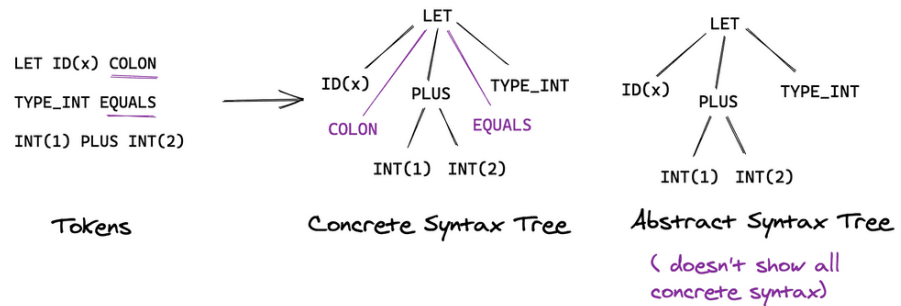 LET ID(x) COLON
TYPE_INT EQUALS
INT(1) PLUS INT(2)
Tokens
LET
ID(x)
PLUS
TYPE_INT
COLON
EQUALS
INT(1) INT(2)
Concrete Syntax Tree
LET
ID(x)
PLUS
TYPE_INT
INT(1) INT(2)
Abstract Syntax Tree
( doesn't show all
concrete syntax)